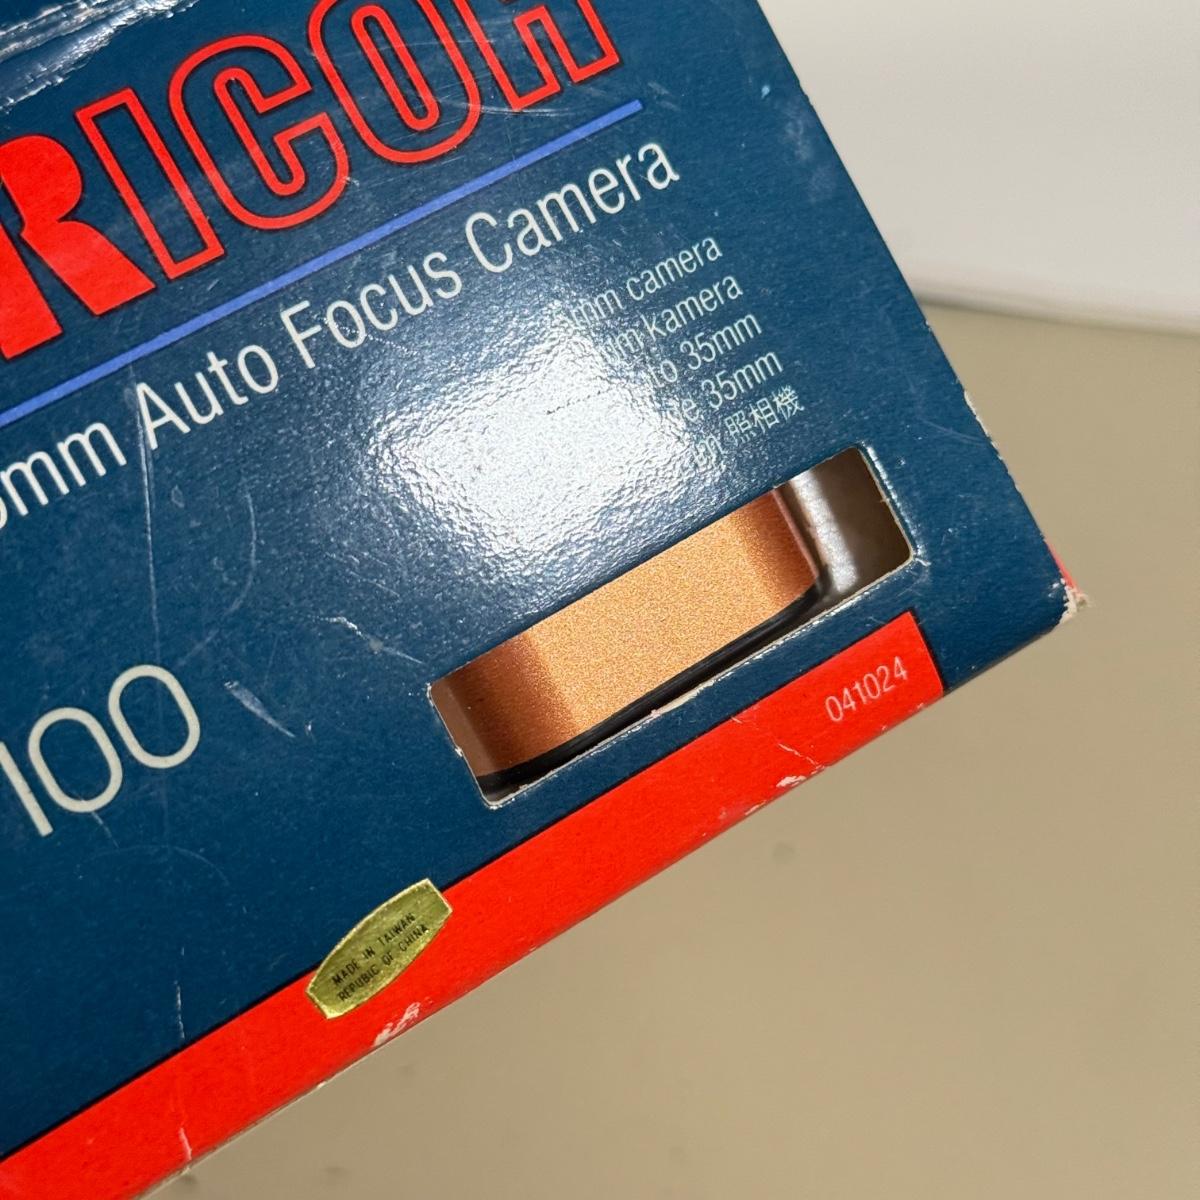 RICOH
mm Auto Focus Camera
mm camera
kamera
35mm
35mm
照相機
100
041024
MADE IN TAIWAN
REPUBLIC OF CHINA